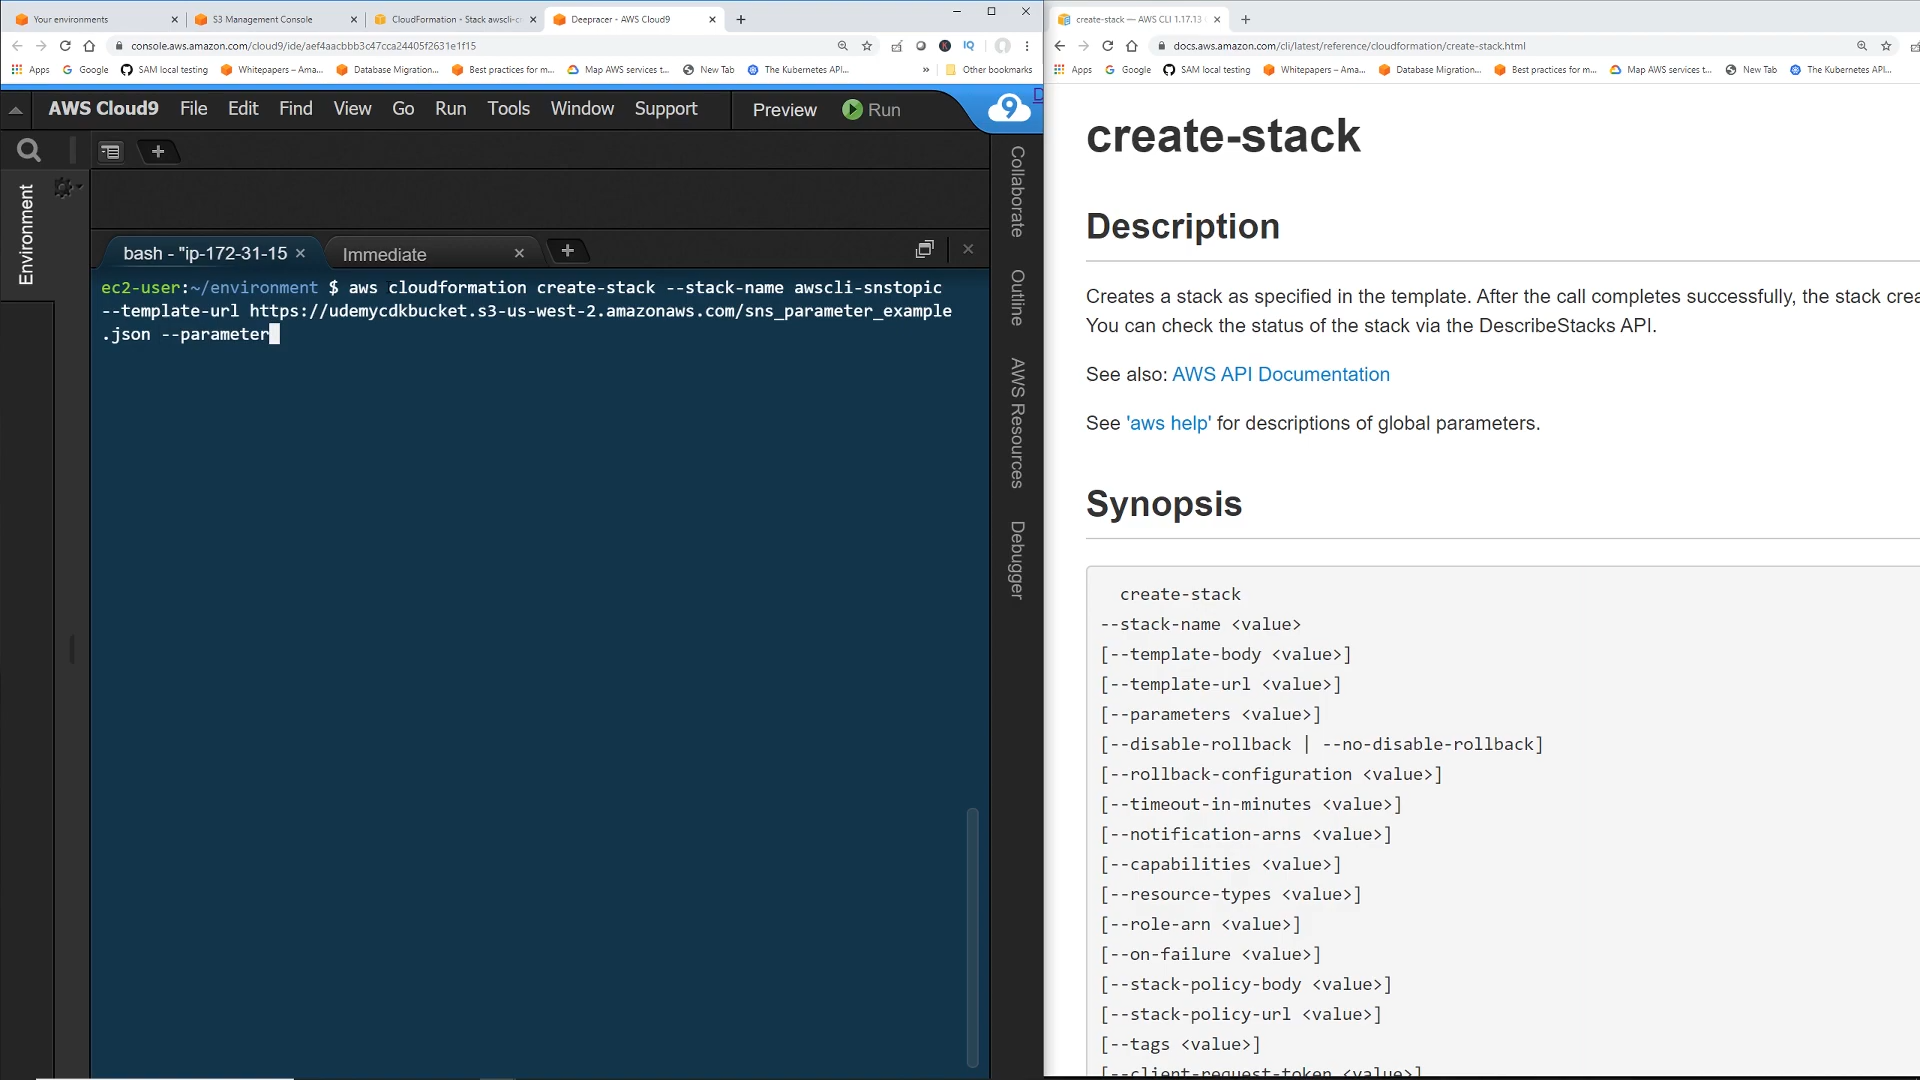 Your environments
S3 Management Console
CloudFormation - Stack awscli-cr
Deepracer - AWS Cloud9
console.aws.amazon.com/cloud9/ide/aef4aacbbb3c47cca24405f2631e1f15
IQ
Apps
Google
SAM local testing
Whitepapers – Ama...
Database Migration...
Best practices for m...
Map AWS services t...
New Tab
The Kubernetes API...
»
Other bookmarks
AWS Cloud9
File
Edit
Find
View
Go
Run
Tools
Window
Support
Preview
Run
9
D
Environment
bash - "ip-172-31-15
Immediate
ec2-user:~/environment $ aws cloudformation create-stack --stack-name awscli-snstopic
--template-url https://udemycdkbucket.s3-us-west-2.amazonaws.com/sns_parameter_example
.json --parameter
Collaborate
Outline
AWS Resources
Debugger
create-stack — AWS CLI 1.17.13
docs.aws.amazon.com/cli/latest/reference/cloudformation/create-stack.html
Apps
Google
SAM local testing
Whitepapers – Ama...
Database Migration...
Best practices for m...
Map AWS services t...
New Tab
The Kubernetes API...
create-stack
Description
Creates a stack as specified in the template. After the call completes successfully, the stack crea
You can check the status of the stack via the DescribeStacks API.
See also: AWS API Documentation
See 'aws help' for descriptions of global parameters.
Synopsis
create-stack
--stack-name <value>
[--template-body <value>]
[--template-url <value>]
[--parameters <value>]
[--disable-rollback | --no-disable-rollback]
[--rollback-configuration <value>]
[--timeout-in-minutes <value>]
[--notification-arns <value>]
[--capabilities <value>]
[--resource-types <value>]
[--role-arn <value>]
[--on-failure <value>]
[--stack-policy-body <value>]
[--stack-policy-url <value>]
[--tags <value>]
[--client-request-token <value>]